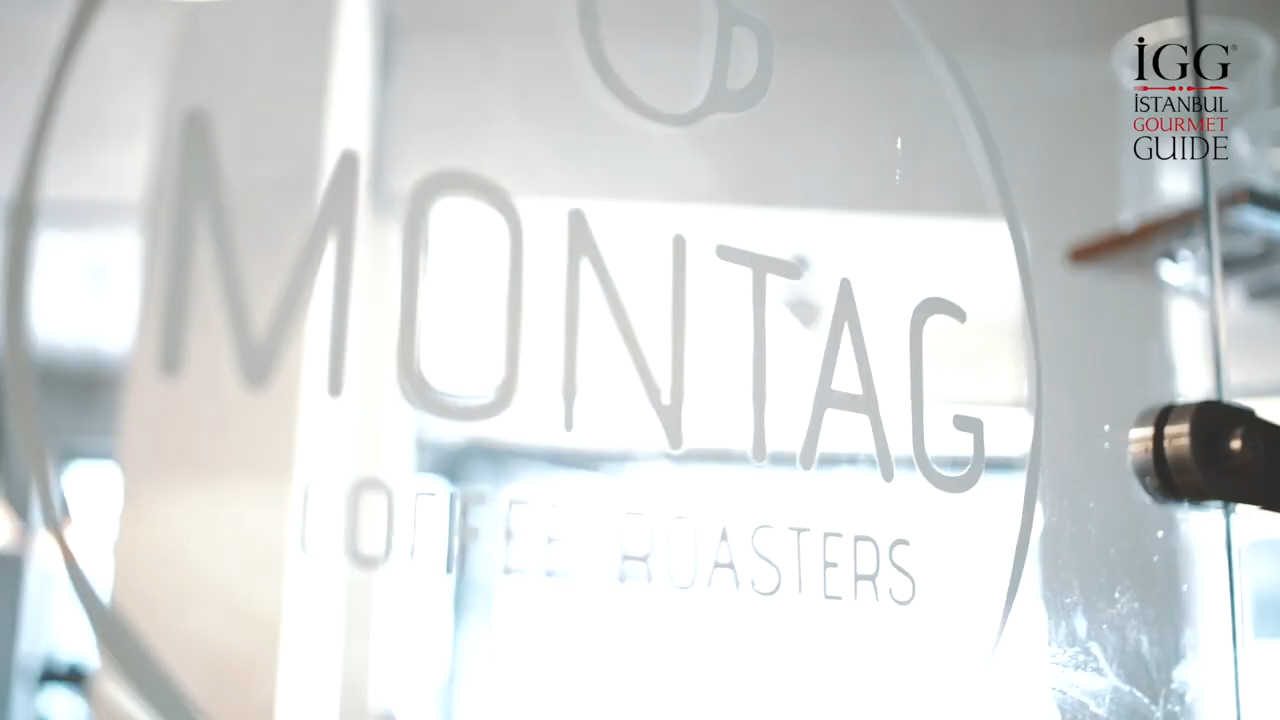 MONTAG
COFFEE ROASTERS
İGG®
İSTANBUL
GOURMET
GUIDE